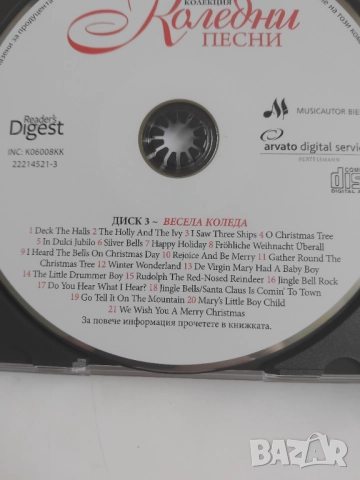 КОЛЕКЦИЯ
Коледни
ПЕСНИ
Reader's
Digest
INC: K06008KK
22214521-3
MUSICAUTOR BIE
arvato digital service
BERTELSMANN
COMP
DIGITAL A
ДИСК 3 ~ ВЕСЕЛА КОЛЕДА
1 Deck The Halls 2 The Holly And The Ivy 3 I Saw Three Ships 4 O Christmas Tree
5 In Dulci Jubilo 6 Silver Bells 7 Happy Holiday 8 Fröhliche Weihnacht Überall
9 I Heard The Bells On Christmas Day 10 Rejoice And Be Merry 11 Gather Round The
Christmas Tree 12 Winter Wonderland 13 De Virgin Mary Had A Baby Boy
14 The Little Drummer Boy 15 Rudolph The Red-Nosed Reindeer 16 Jingle Bell Rock
17 Do You Hear What I Hear? 18 Jingle Bells/Santa Claus Is Comin' To Town
19 Go Tell It On The Mountain 20 Mary's Little Boy Child
21 We Wish You A Merry Christmas
За повече информация прочетете в книжката.
bazar